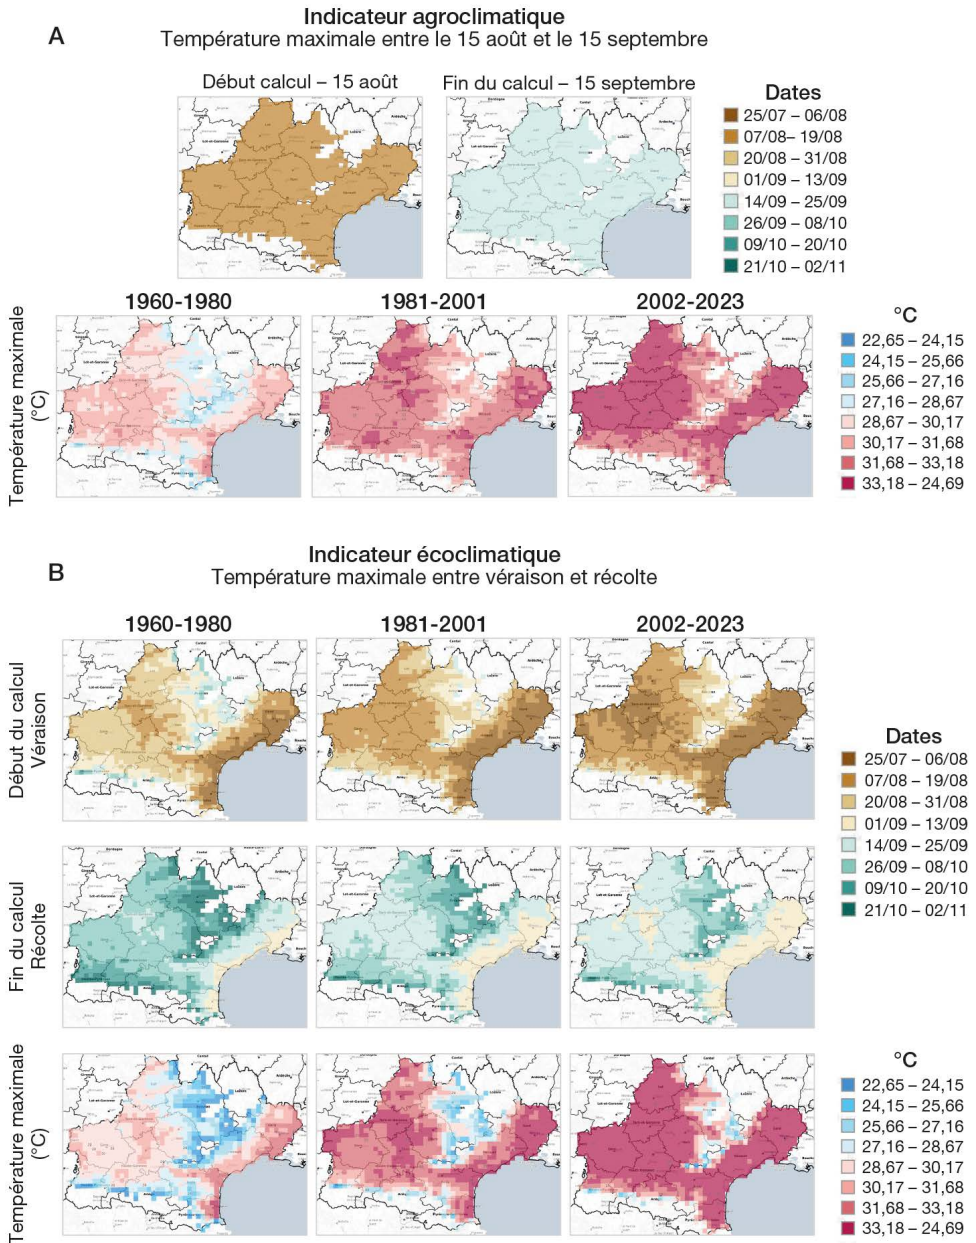 A
Indicateur agroclimatique
Température maximale entre le 15 août et le 15 septembre
Début calcul – 15 août
Fin du calcul – 15 septembre
Dates
25/07 – 06/08
07/08– 19/08
20/08 – 31/08
01/09 – 13/09
14/09 – 25/09
26/09 – 08/10
09/10 – 20/10
21/10 – 02/11
1960-1980
1981-2001
2002-2023
Température maximale
(°C)
°C
22,65 – 24,15
24,15 – 25,66
25,66 – 27,16
27,16 – 28,67
28,67 – 30,17
30,17 – 31,68
31,68 – 33,18
33,18 – 24,69
B
Indicateur écoclimatique
Température maximale entre véraison et récolte
1960-1980
1981-2001
2002-2023
Début du calcul
Véraison
Fin du calcul
Récolte
Dates
25/07 – 06/08
07/08 – 19/08
20/08 – 31/08
01/09 – 13/09
14/09 – 25/09
26/09 – 08/10
09/10 – 20/10
21/10 – 02/11
Température maximale
(°C)
°C
22,65 – 24,15
24,15 – 25,66
25,66 – 27,16
27,16 – 28,67
28,67 – 30,17
30,17 – 31,68
31,68 – 33,18
33,18 – 24,69